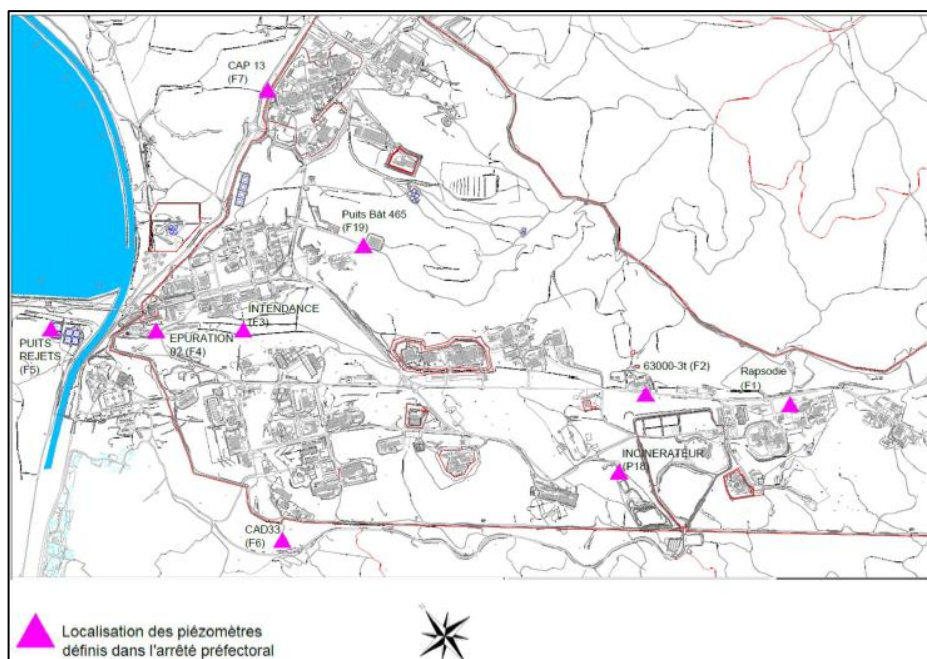 CAP 13
(F7)
Puits Bât 465
(F19)
INTENDANCE
(F3)
EPURATION
92 (F4)
PUITS
REJETS
(F5)
63000-3t (F2)
Rapsodie
(F1)
INCINERATEUR
(P18)
CAD33
(F6)
Localisation des piézomètres
définis dans l'arrêté préfectoral